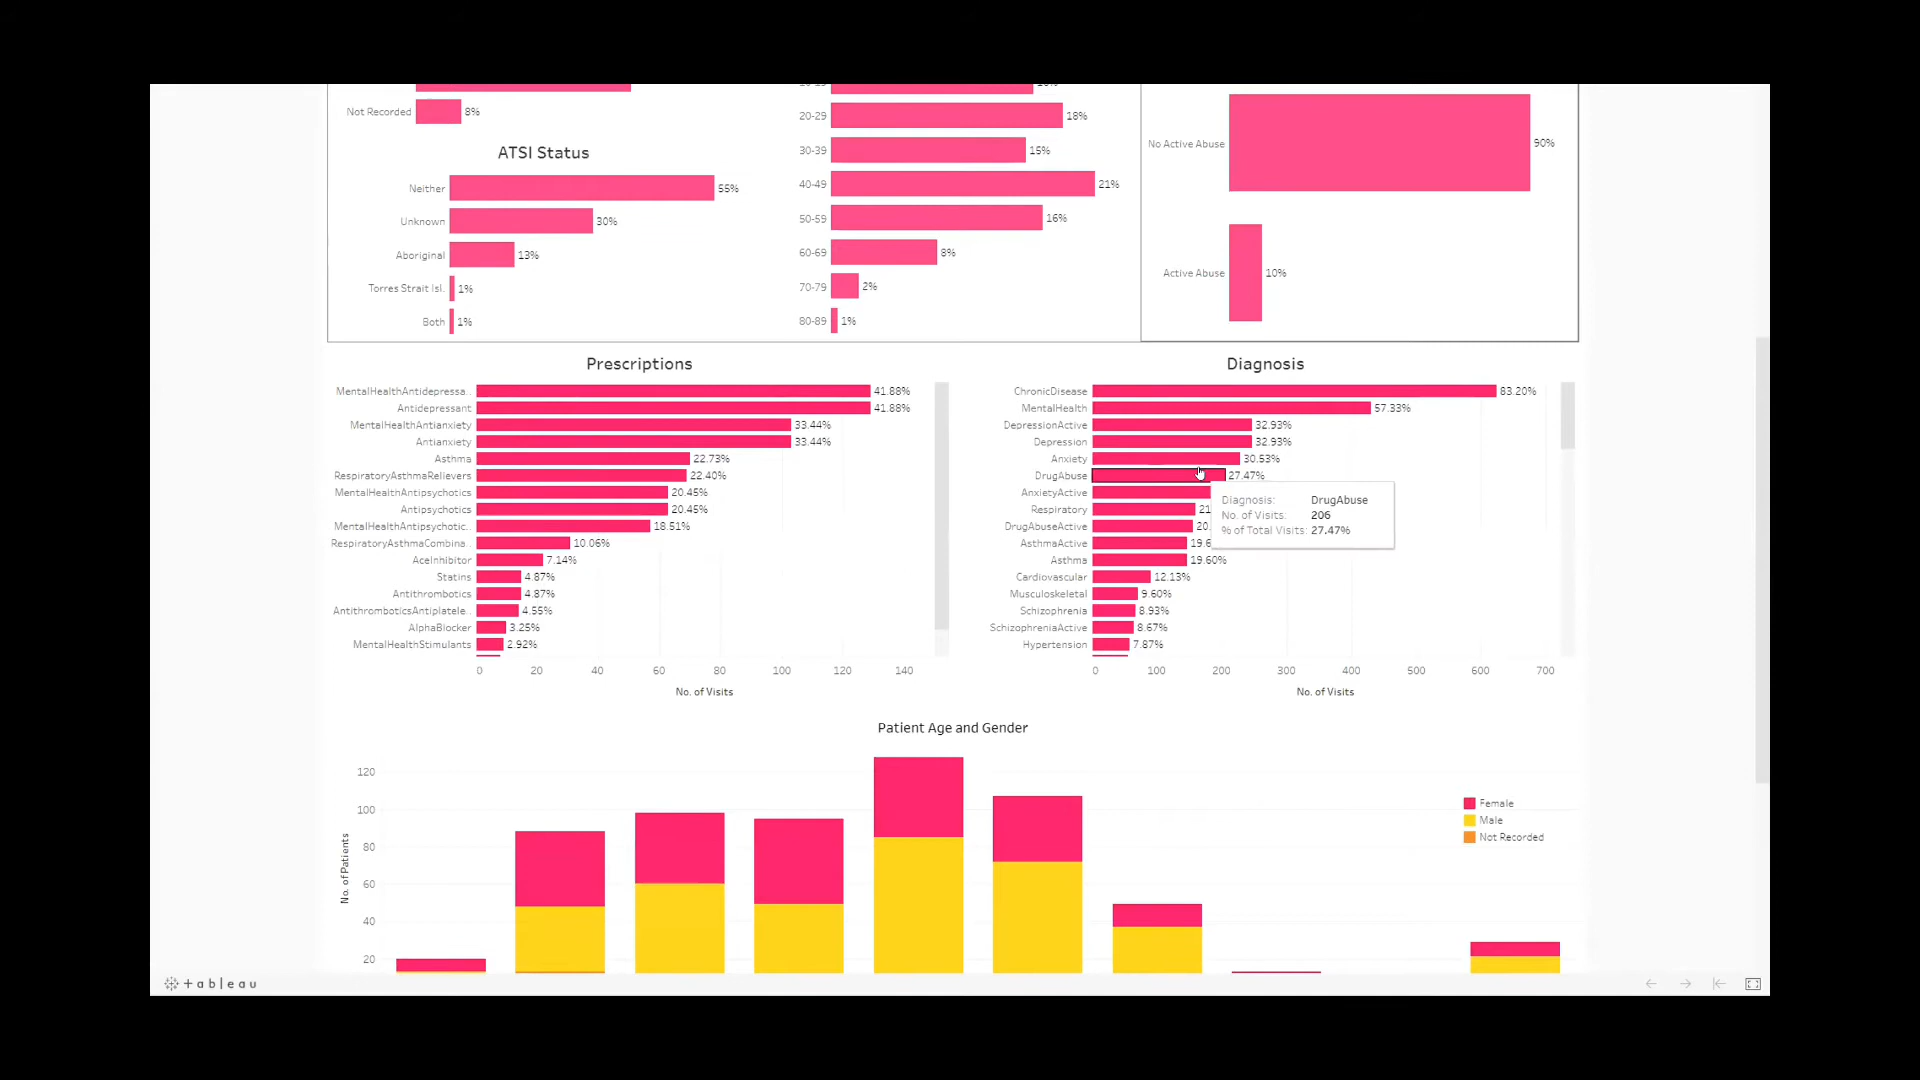 Not Recorded 8%
ATSI Status
Neither 55%
Unknown 30%
Aboriginal 13%
Torres Strait Isl. 1%
Both 1%
20-29 18%
30-39 15%
40-49 21%
50-59 16%
60-69 8%
70-79 2%
80-89 1%
No Active Abuse 90%
Active Abuse 10%
Prescriptions
MentalHealthAntidepressa.. 41.88%
Antidepressant 41.88%
MentalHealthAntianxiety 33.44%
Antianxiety 33.44%
Asthma 22.73%
RespiratoryAsthmaRelievers 22.40%
MentalHealthAntipsychotics 20.45%
Antipsychotics 20.45%
MentalHealthAntipsychotic.. 18.51%
RespiratoryAsthmaCombina.. 10.06%
AceInhibitor 7.14%
Statins 4.87%
Antithrombotics 4.87%
AntithromboticsAntiplatele.. 4.55%
AlphaBlocker 3.25%
MentalHealthStimulants 2.92%
0 20 40 60 80 100 120 140
No. of Visits
Diagnosis
ChronicDisease 83.20%
MentalHealth 57.33%
DepressionActive 32.93%
Depression 32.93%
Anxiety 30.53%
DrugAbuse 27.47%
AnxietyActive
Respiratory 21
DrugAbuseActive 20.
AsthmaActive 19.6
Asthma 19.60%
Cardiovascular 12.13%
Musculoskeletal 9.60%
Schizophrenia 8.93%
SchizophreniaActive 8.67%
Hypertension 7.87%
0 100 200 300 400 500 600 700
No. of Visits
Diagnosis: DrugAbuse
No. of Visits: 206
% of Total Visits: 27.47%
Patient Age and Gender
No. of Patients
120
100
80
60
40
20
Female
Male
Not Recorded
+ableau